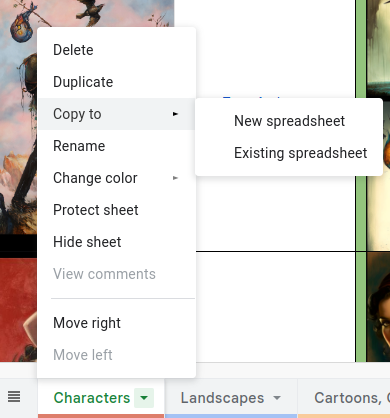 Delete
Duplicate
Copy to
New spreadsheet
Existing spreadsheet
Rename
Change color
Protect sheet
Hide sheet
View comments
Move right
Move left
Characters
Landscapes
Cartoons,